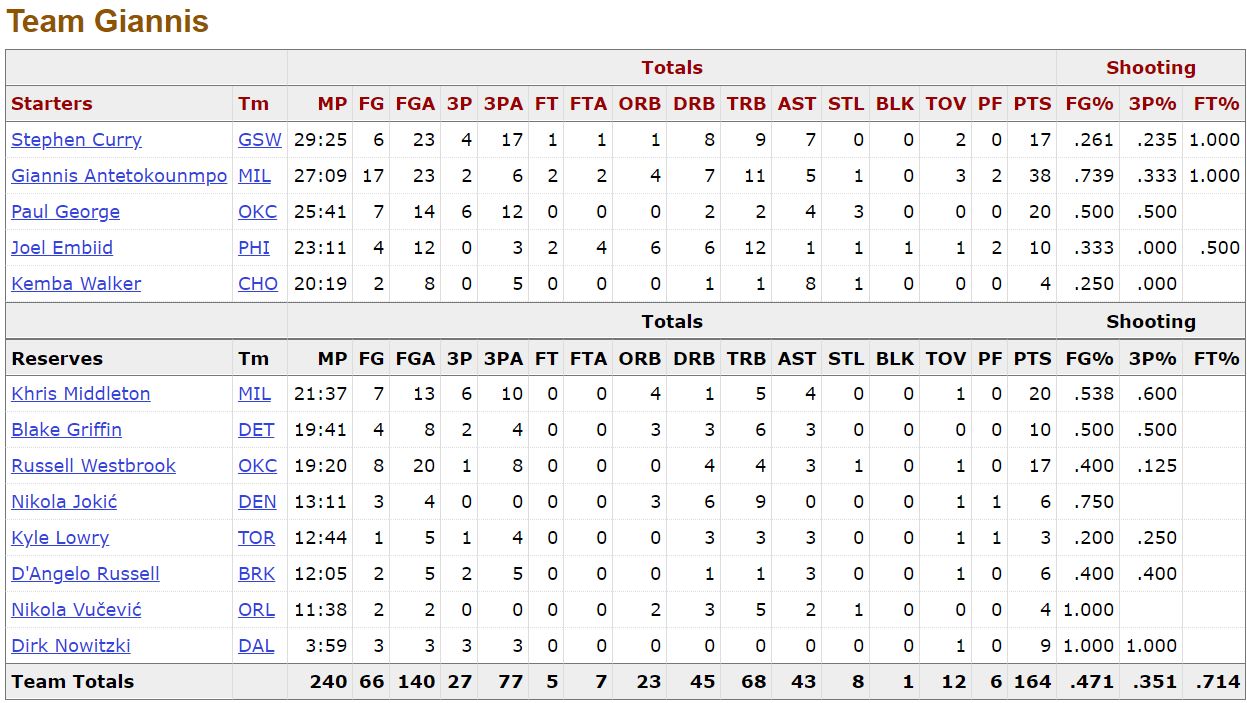 Team Giannis
Totals Shooting
Starters Tm MP FG FGA 3P 3PA FT FTA ORB DRB TRB AST STL BLK TOV PF PTS FG% 3P% FT%
Stephen Curry GSW 29:25 6 23 4 17 1 1 1 8 9 7 0 0 2 0 17 .261 .235 1.000
Giannis Antetokounmpo MIL 27:09 17 23 2 6 2 2 4 7 11 5 1 0 3 2 38 .739 .333 1.000
Paul George OKC 25:41 7 14 6 12 0 0 0 2 2 4 3 0 0 0 20 .500 .500
Joel Embiid PHI 23:11 4 12 0 3 2 4 6 6 12 1 1 1 1 2 10 .333 .000 .500
Kemba Walker CHO 20:19 2 8 0 5 0 0 0 1 1 8 1 0 0 0 4 .250 .000
Totals Shooting
Reserves Tm MP FG FGA 3P 3PA FT FTA ORB DRB TRB AST STL BLK TOV PF PTS FG% 3P% FT%
Khris Middleton MIL 21:37 7 13 6 10 0 0 4 1 5 4 0 0 1 0 20 .538 .600
Blake Griffin DET 19:41 4 8 2 4 0 0 3 3 6 3 0 0 0 0 10 .500 .500
Russell Westbrook OKC 19:20 8 20 1 8 0 0 0 4 4 3 1 0 1 0 17 .400 .125
Nikola Jokić DEN 13:11 3 4 0 0 0 0 3 6 9 0 0 0 1 1 6 .750
Kyle Lowry TOR 12:44 1 5 1 4 0 0 0 3 3 3 0 0 1 1 3 .200 .250
D'Angelo Russell BRK 12:05 2 5 2 5 0 0 0 1 1 3 0 0 1 0 6 .400 .400
Nikola Vučević ORL 11:38 2 2 0 0 0 0 2 3 5 2 1 0 0 0 4 1.000
Dirk Nowitzki DAL 3:59 3 3 3 3 0 0 0 0 0 0 0 0 1 0 9 1.000 1.000
Team Totals 240 66 140 27 77 5 7 23 45 68 43 8 1 12 6 164 .471 .351 .714